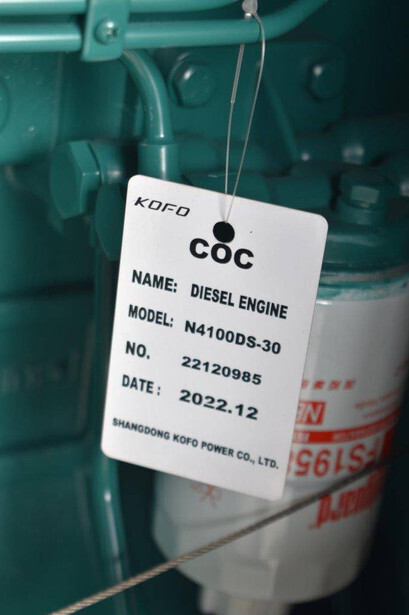 KOFO
COC
NAME: DIESEL ENGINE
MODEL: N4100DS-30
NO. 22120985
DATE: 2022.12
SHANGDONG KOFO POWER CO., LTD.